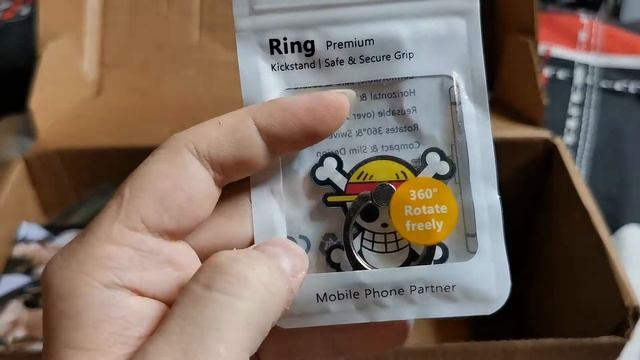 Ring Premium
Kickstand | Safe & Secure Grip
Horizontal &
Reusable (over
Rotates 360°& Swive
Compact & Slim Design
360°
Rotate
freely
Mobile Phone Partner